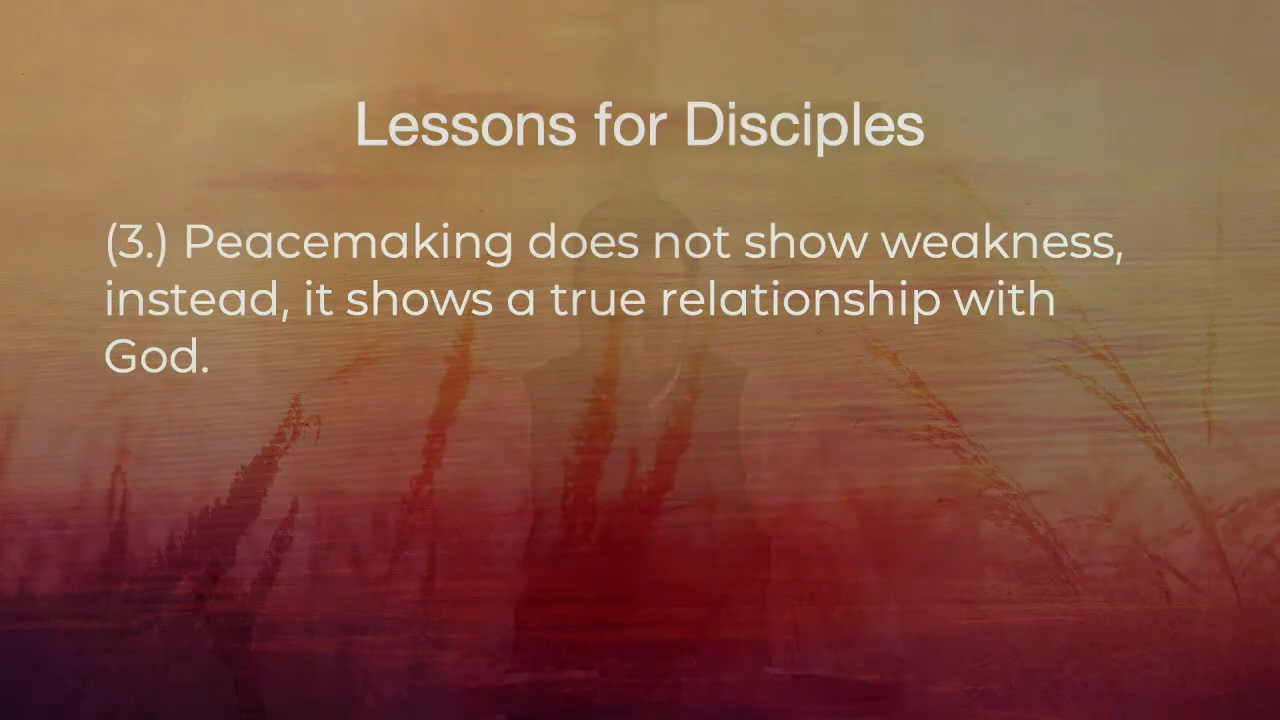 Lessons for Disciples
(3.) Peacemaking does not show weakness,
instead, it shows a true relationship with
God.